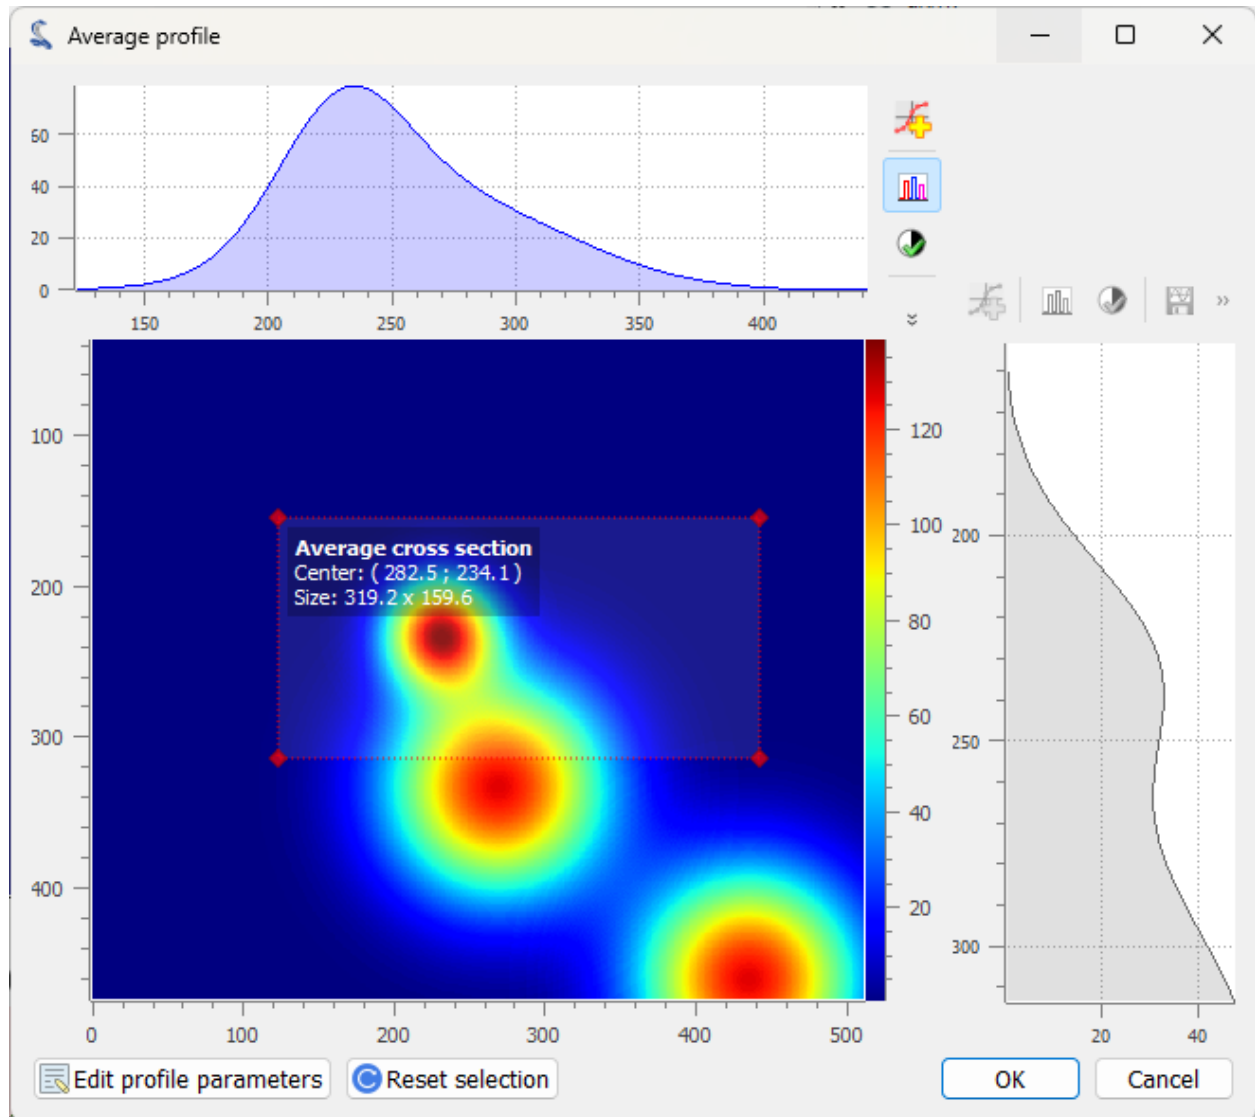 Average profile
60
40
20
0
150 200 250 300 350 400
»
100
200
300
400
Average cross section
Center: ( 282.5 ; 234.1 )
Size: 319.2 x 159.6
0 100 200 300 400 500
120
100
80
60
40
20
200
250
300
20 40
Edit profile parameters
Reset selection
OK
Cancel